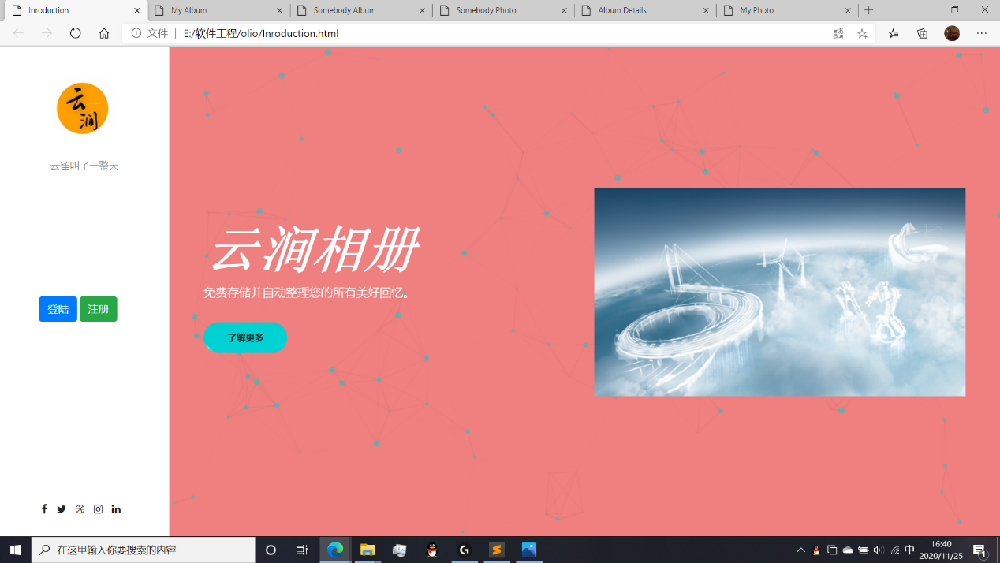 Inroduction
My Album
Somebody Album
Somebody Photo
Album Details
My Photo
文件
E:/软件工程/olio/Inroduction.html
云涧
云雀叫了一整天
登陆 注册
云涧相册
免费存储并自动整理您的所有美好回忆。
了解更多
在这里输入你要搜索的内容
中
16:40
2020/11/25
1